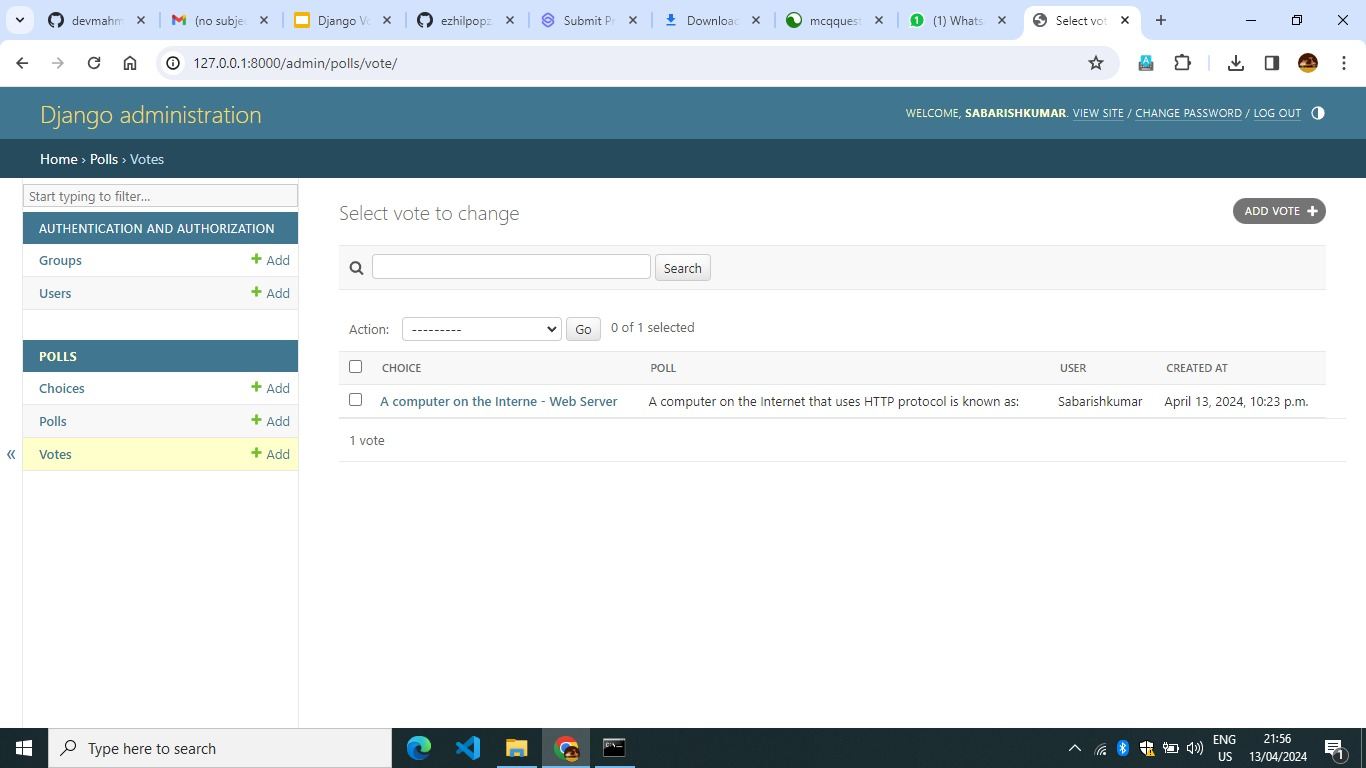 devmahm
(no subje
Django Vo
ezhilpopz
Submit Pr
Downloac
mcqquest
(1) Whats
Select vot
127.0.0.1:8000/admin/polls/vote/
Django administration
WELCOME, SABARISHKUMAR. VIEW SITE / CHANGE PASSWORD / LOG OUT
Home › Polls › Votes
Start typing to filter...
AUTHENTICATION AND AUTHORIZATION
Groups + Add
Users + Add
POLLS
Choices + Add
Polls + Add
Votes + Add
«
Select vote to change
ADD VOTE +
Search
Action: --------- Go 0 of 1 selected
CHOICE POLL USER CREATED AT
A computer on the Interne - Web Server A computer on the Internet that uses HTTP protocol is known as: Sabarishkumar April 13, 2024, 10:23 p.m.
1 vote
Type here to search
ENG
US
21:56
13/04/2024
1